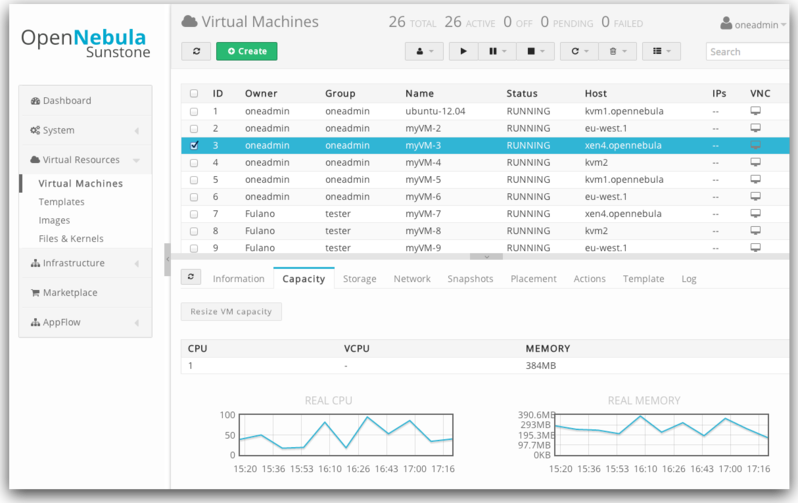 OpenNebula
Sunstone
Dashboard
System
Virtual Resources
Virtual Machines
Templates
Images
Files & Kernels
Infrastructure
Marketplace
AppFlow
Virtual Machines
26 TOTAL 26 ACTIVE 0 OFF 0 PENDING 0 FAILED
oneadmin
+ Create
Search
ID Owner Group Name Status Host IPs VNC
1 oneadmin oneadmin ubuntu-12.04 RUNNING kvm1.opennebula --
2 oneadmin oneadmin myVM-2 RUNNING eu-west.1 --
3 oneadmin oneadmin myVM-3 RUNNING xen4.opennebula --
4 oneadmin oneadmin myVM-4 RUNNING kvm2 --
5 oneadmin oneadmin myVM-5 RUNNING kvm1.opennebula --
6 oneadmin oneadmin myVM-6 RUNNING eu-west.1 --
7 Fulano tester myVM-7 RUNNING xen4.opennebula --
8 Fulano tester myVM-8 RUNNING kvm2 --
9 Fulano tester myVM-9 RUNNING eu-west.1 --
Information Capacity Storage Network Snapshots Placement Actions Template Log
Resize VM capacity
CPU VCPU MEMORY
1 - 384MB
REAL CPU
100
50
0
15:20 15:36 15:53 16:10 16:26 16:43 17:00 17:16
REAL MEMORY
390.6MB
293MB
195.3MB
97.7MB
0KB
15:20 15:36 15:53 16:10 16:26 16:43 17:00 17:16